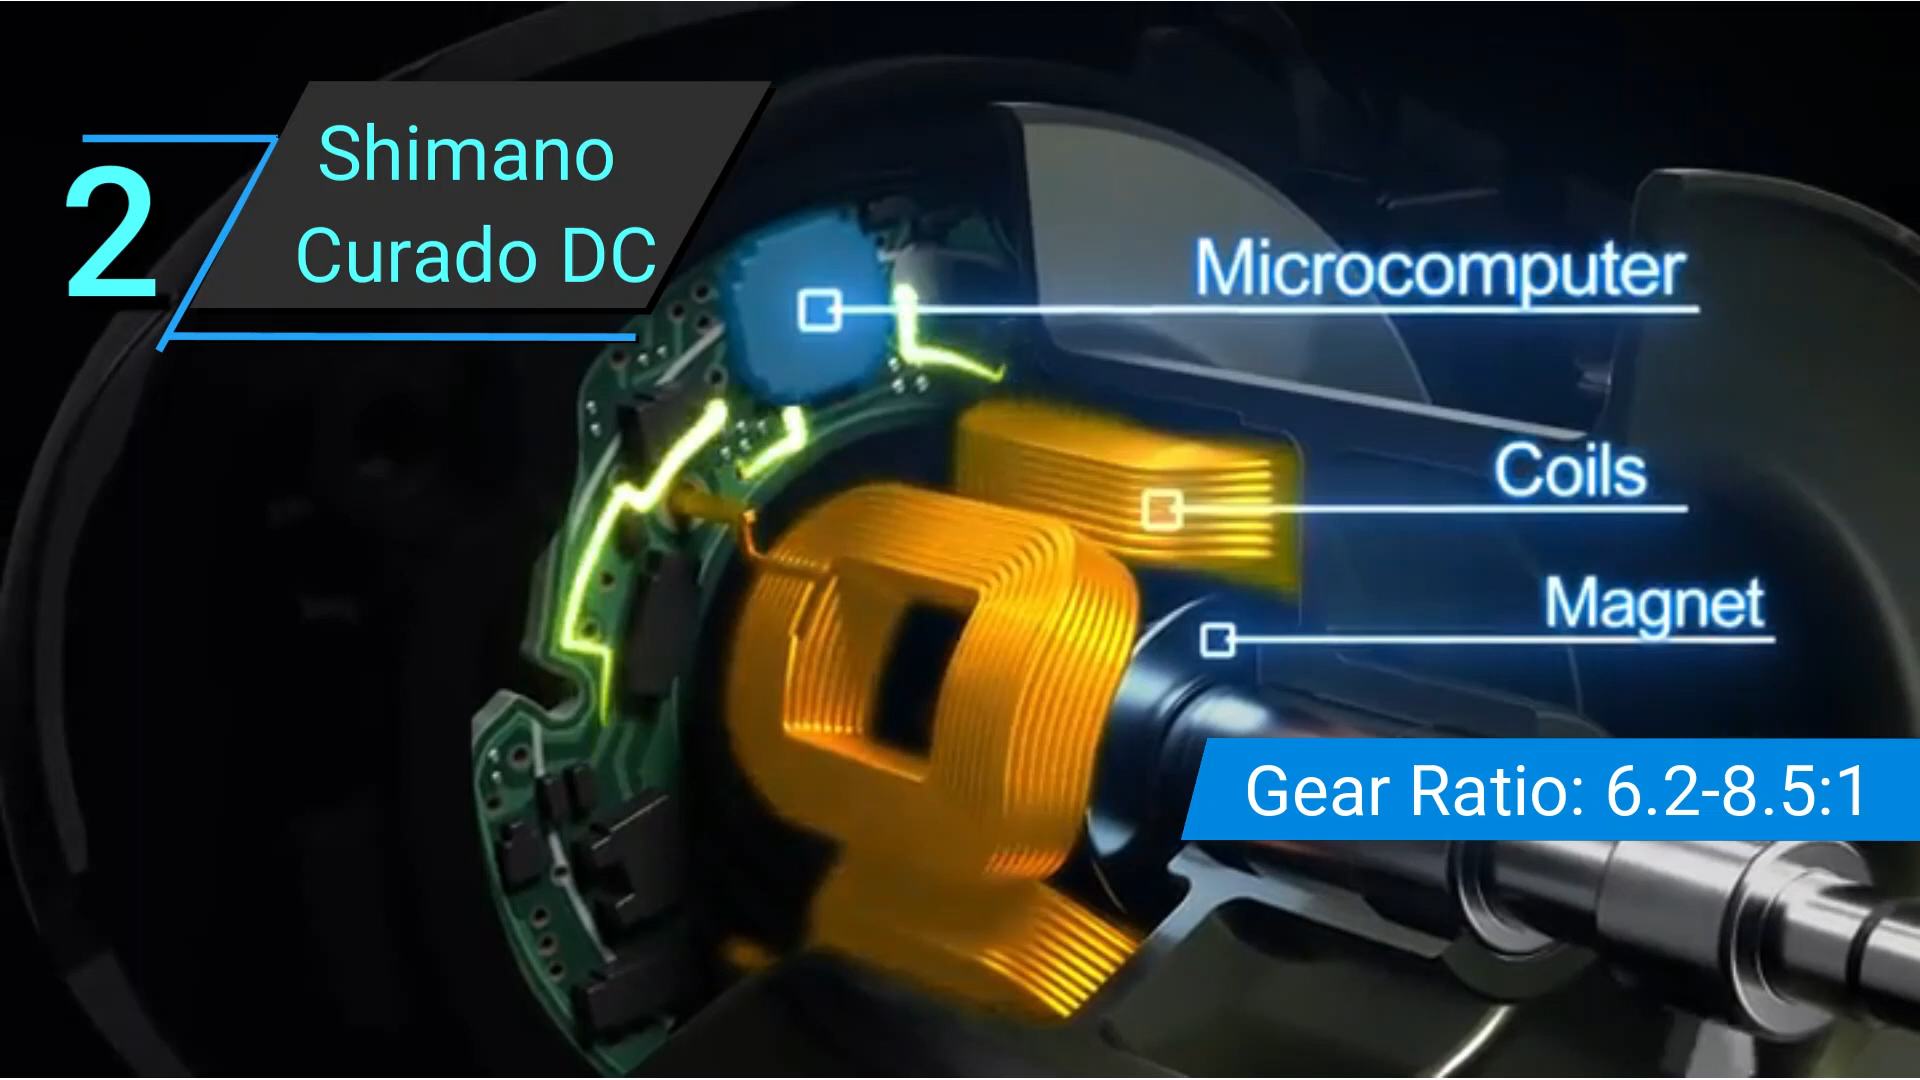 2
Shimano
Curado DC
Microcomputer
Coils
Magnet
Gear Ratio: 6.2-8.5:1